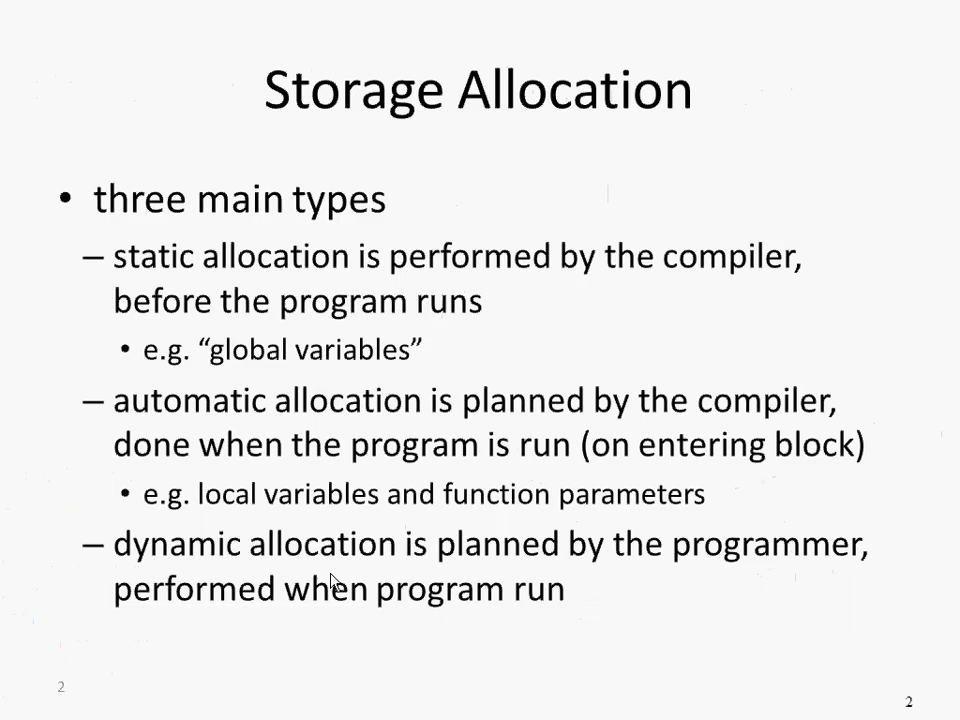 Storage Allocation
• three main types
– static allocation is performed by the compiler,
before the program runs
• e.g. “global variables”
– automatic allocation is planned by the compiler,
done when the program is run (on entering block)
• e.g. local variables and function parameters
– dynamic allocation is planned by the programmer,
performed when program run
2
2